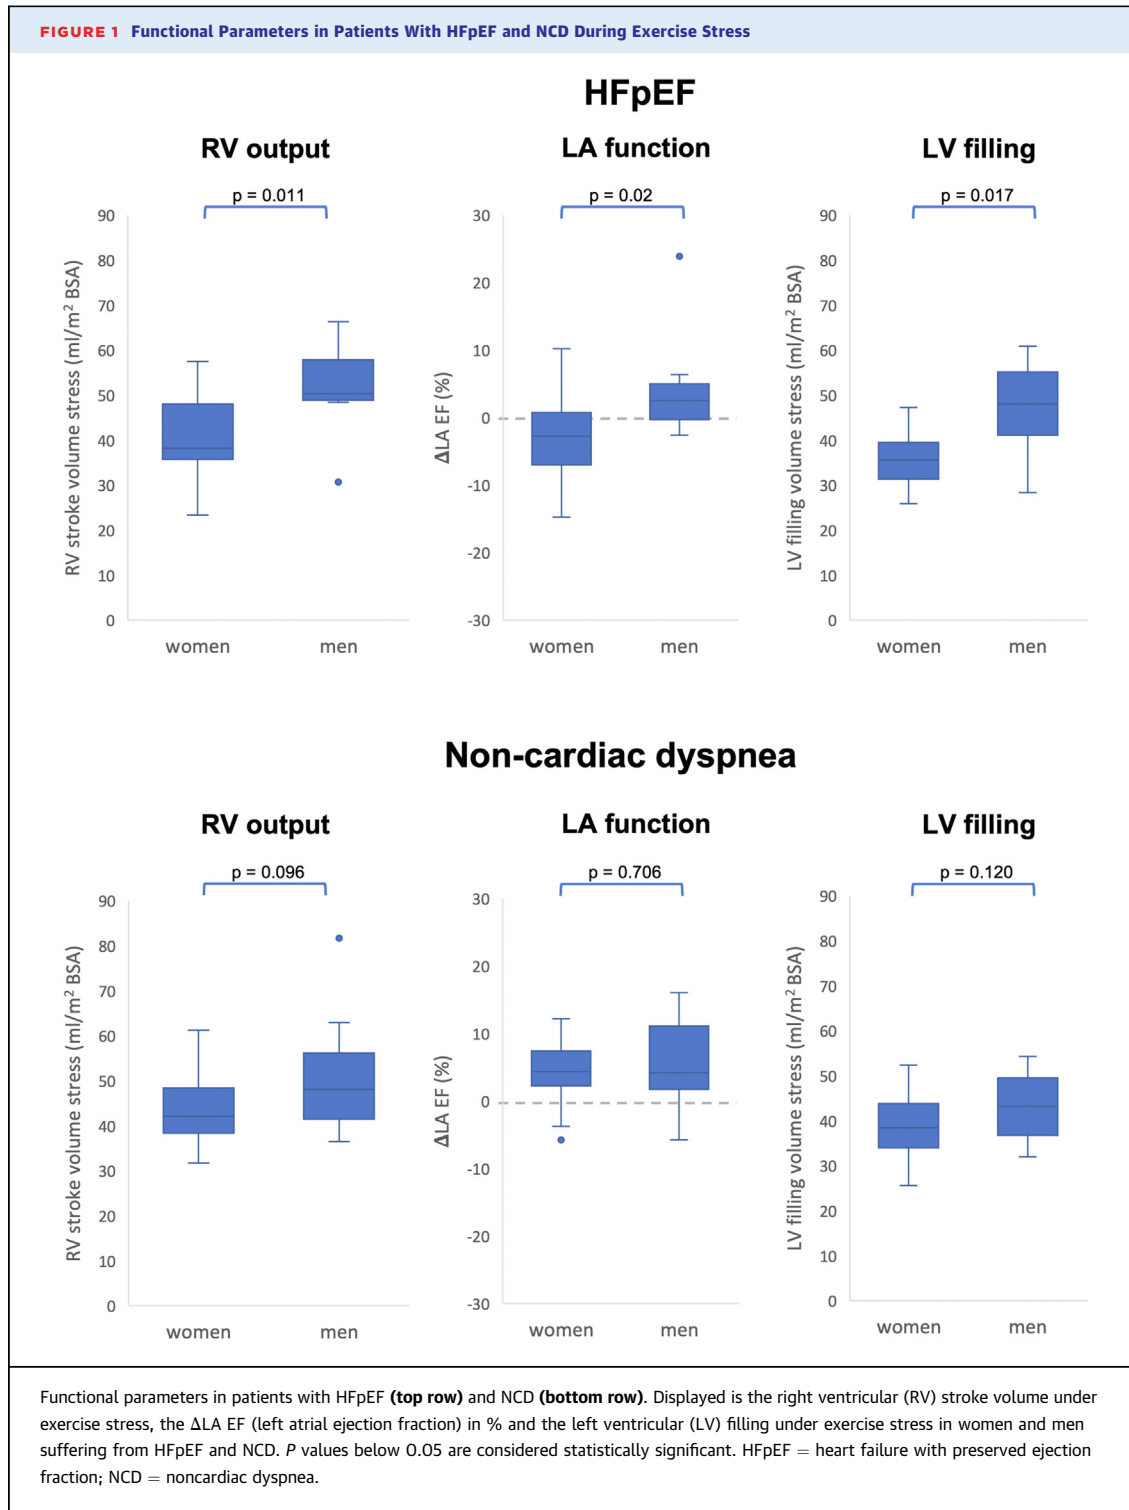 FIGURE 1 Functional Parameters in Patients With HFpEF and NCD During Exercise Stress
HFpEF
RV output
p = 0.011
RV stroke volume stress (ml/m² BSA)
90
80
70
60
50
40
30
20
10
0
women men
LA function
p = 0.02
ΔLA EF (%)
30
20
10
0
-10
-20
-30
women men
LV filling
p = 0.017
LV filling volume stress (ml/m² BSA)
90
80
70
60
50
40
30
20
10
0
women men
Non-cardiac dyspnea
RV output
p = 0.096
RV stroke volume stress (ml/m² BSA)
90
80
70
60
50
40
30
20
10
0
women men
LA function
p = 0.706
ΔLA EF (%)
30
20
10
0
-10
-20
-30
women men
LV filling
p = 0.120
LV filling volume stress (ml/m² BSA)
90
80
70
60
50
40
30
20
10
0
women men
Functional parameters in patients with HFpEF (top row) and NCD (bottom row). Displayed is the right ventricular (RV) stroke volume under
exercise stress, the ΔLA EF (left atrial ejection fraction) in % and the left ventricular (LV) filling under exercise stress in women and men
suffering from HFpEF and NCD. P values below 0.05 are considered statistically significant. HFpEF = heart failure with preserved ejection
fraction; NCD = noncardiac dyspnea.